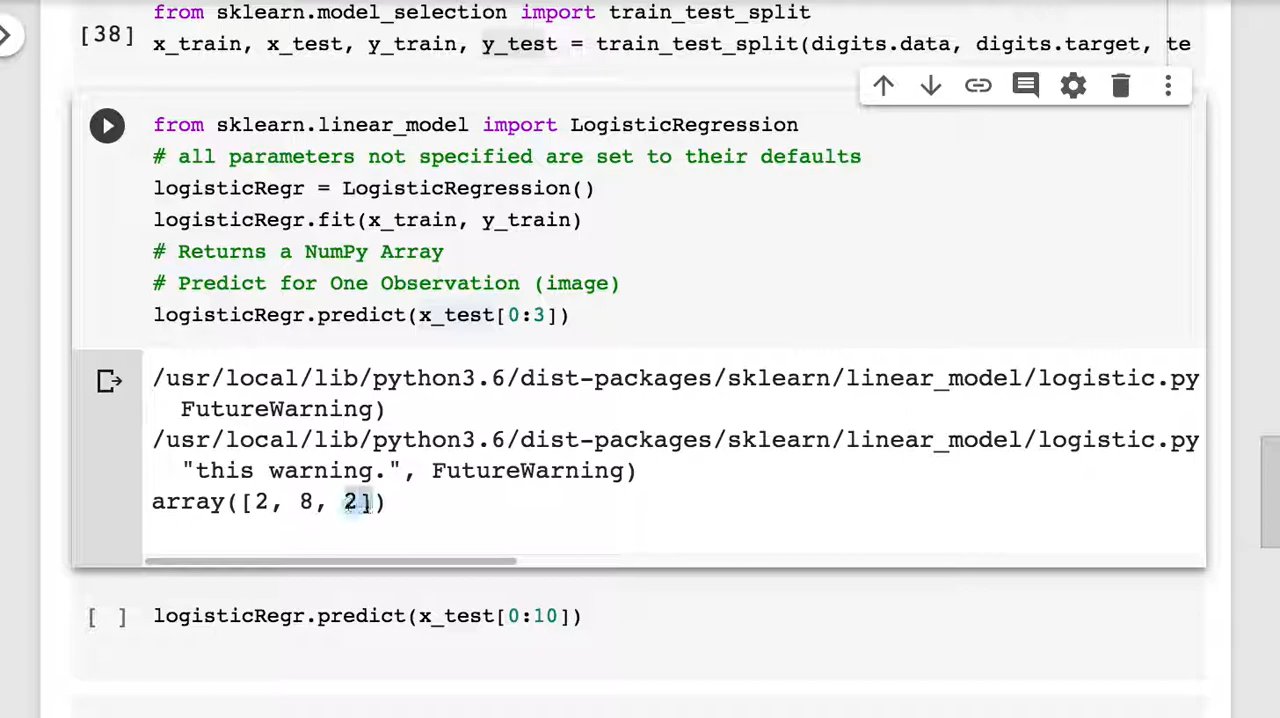 from sklearn.model_selection import train_test_split
[38]
x_train, x_test, y_train, y_test = train_test_split(digits.data, digits.target, te
from sklearn.linear_model import LogisticRegression
# all parameters not specified are set to their defaults
logisticRegr = LogisticRegression()
logisticRegr.fit(x_train, y_train)
# Returns a NumPy Array
# Predict for One Observation (image)
logisticRegr.predict(x_test[0:3])
/usr/local/lib/python3.6/dist-packages/sklearn/linear_model/logistic.py
FutureWarning)
/usr/local/lib/python3.6/dist-packages/sklearn/linear_model/logistic.py
"this warning.", FutureWarning)
array([2, 8, 2])
[ ] logisticRegr.predict(x_test[0:10])